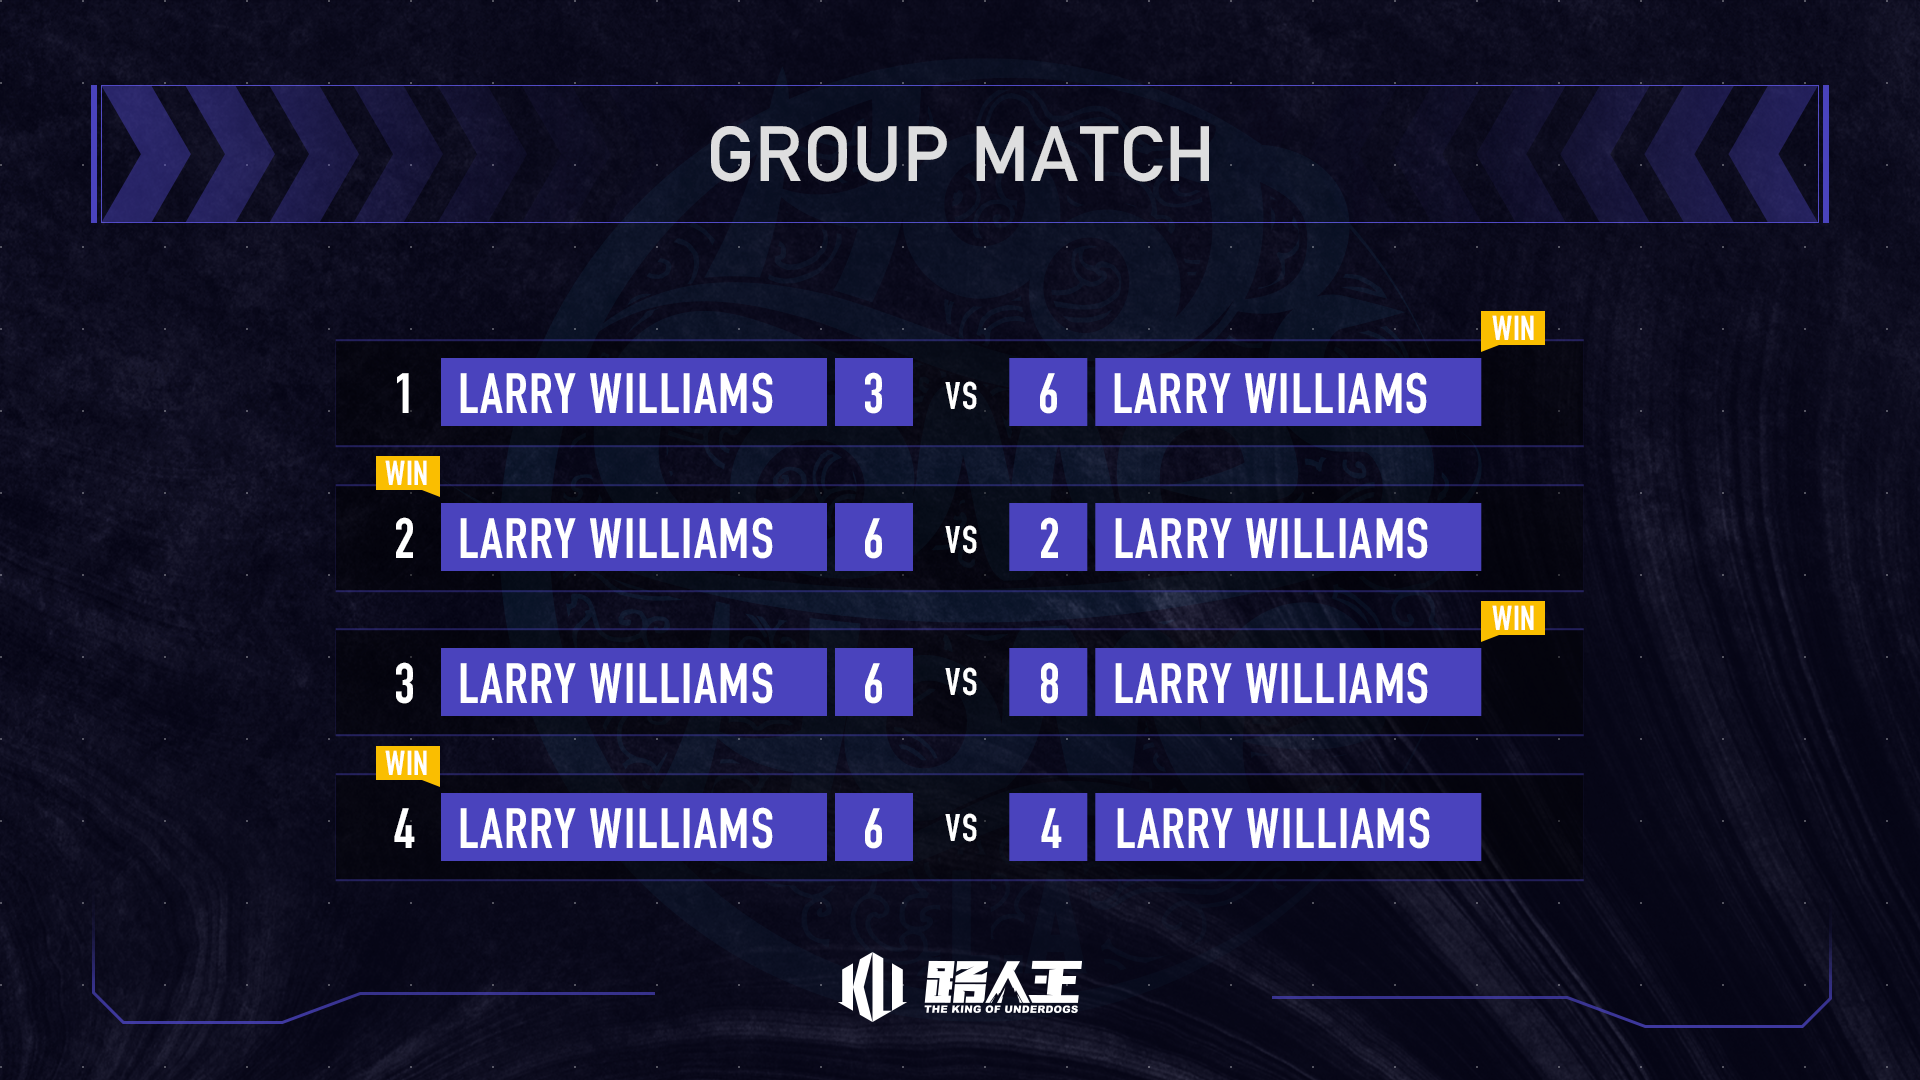 GROUP MATCH
WIN
1 LARRY WILLIAMS 3 VS 6 LARRY WILLIAMS
WIN
2 LARRY WILLIAMS 6 VS 2 LARRY WILLIAMS
WIN
3 LARRY WILLIAMS 6 VS 8 LARRY WILLIAMS
WIN
4 LARRY WILLIAMS 6 VS 4 LARRY WILLIAMS
路人王
THE KING OF UNDERDOGS